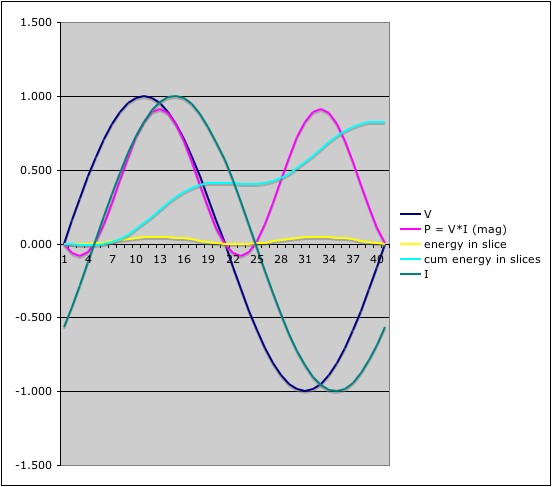 1.500
1.000
0.500
0.000
-0.500
-1.000
-1.500
1 4 7 10 13 16 19 22 25 28 31 34 37 40
V
P = V*I (mag)
energy in slice
cum energy in slices
I